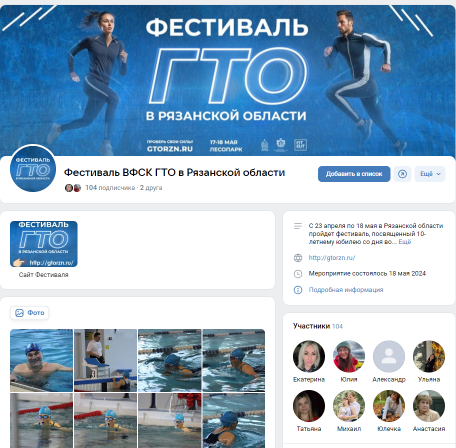 ФЕСТИВАЛЬ
ГТО
В РЯЗАНСКОЙ ОБЛАСТИ
ПРОВЕРЬ СВОИ СИЛЫ!
GTORZN.RU
17-18 МАЯ
ЛЕСОПАРК
ФЕСТИВАЛЬ
ГТО
В РЯЗАНСКОЙ ОБЛАСТИ
Фестиваль ВФСК ГТО в Рязанской области
104 подписчика · 2 друга
Добавить в список
Ещё
ФЕСТИВАЛЬ
ГТО
В РЯЗАНСКОЙ ОБЛАСТИ
http://gtorzn.ru/
Сайт Фестиваля
С 23 апреля по 18 мая в Рязанской области
пройдет фестиваль, посвященный 10-
летнему юбилею со дня во... Ещё
http://gtorzn.ru/
Мероприятие состоялось 18 мая 2024
Подробная информация
Фото
Участники 104
Екатерина
Юлия
Александр
Ульяна
Татьяна
Михаил
Юлечка
Анастасия